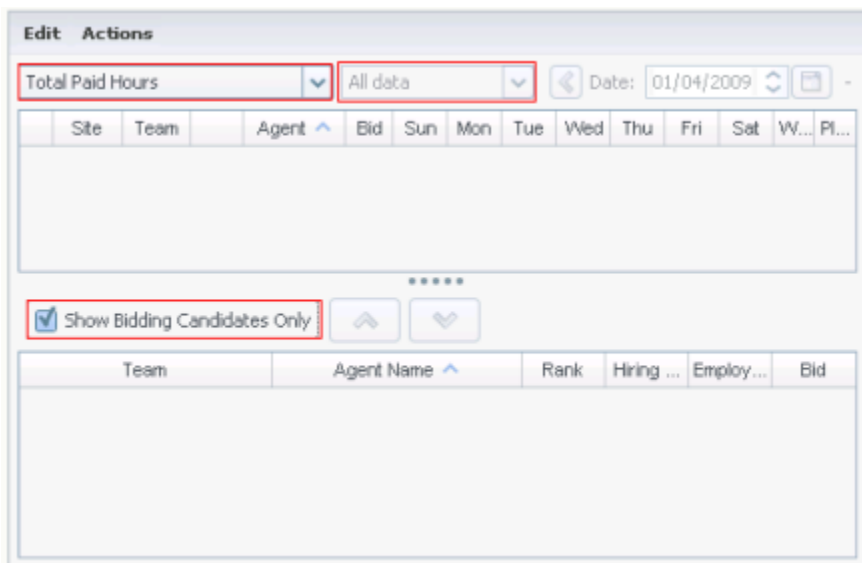 Edit Actions
Total Paid Hours All data Date: 01/04/2009 -
Site Team Agent Bid Sun Mon Tue Wed Thu Fri Sat W... Pl...
Show Bidding Candidates Only
Team Agent Name Rank Hiring ... Employ... Bid